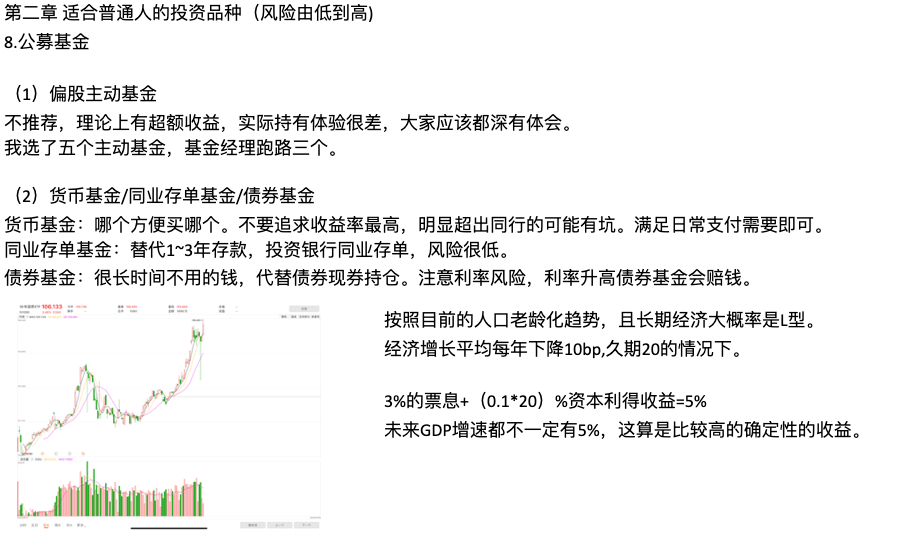 第二章 适合普通人的投资品种（风险由低到高)
8.公募基金
（1）偏股主动基金
不推荐，理论上有超额收益，实际持有体验很差，大家应该都深有体会。
我选了五个主动基金，基金经理跑路三个。
（2）货币基金/同业存单基金/债券基金
货币基金：哪个方便买哪个。不要追求收益率最高，明显超出同行的可能有坑。满足日常支付需要即可。
同业存单基金：替代1~3年存款，投资银行同业存单，风险很低。
债券基金：很长时间不用的钱，代替债券现券持仓。注意利率风险，利率升高债券基金会赔钱。
106.133
按照目前的人口老龄化趋势，且长期经济大概率是L型。
经济增长平均每年下降10bp,久期20的情况下。
3%的票息+（0.1*20）%资本利得收益=5%
未来GDP增速都不一定有5%，这算是比较高的确定性的收益。